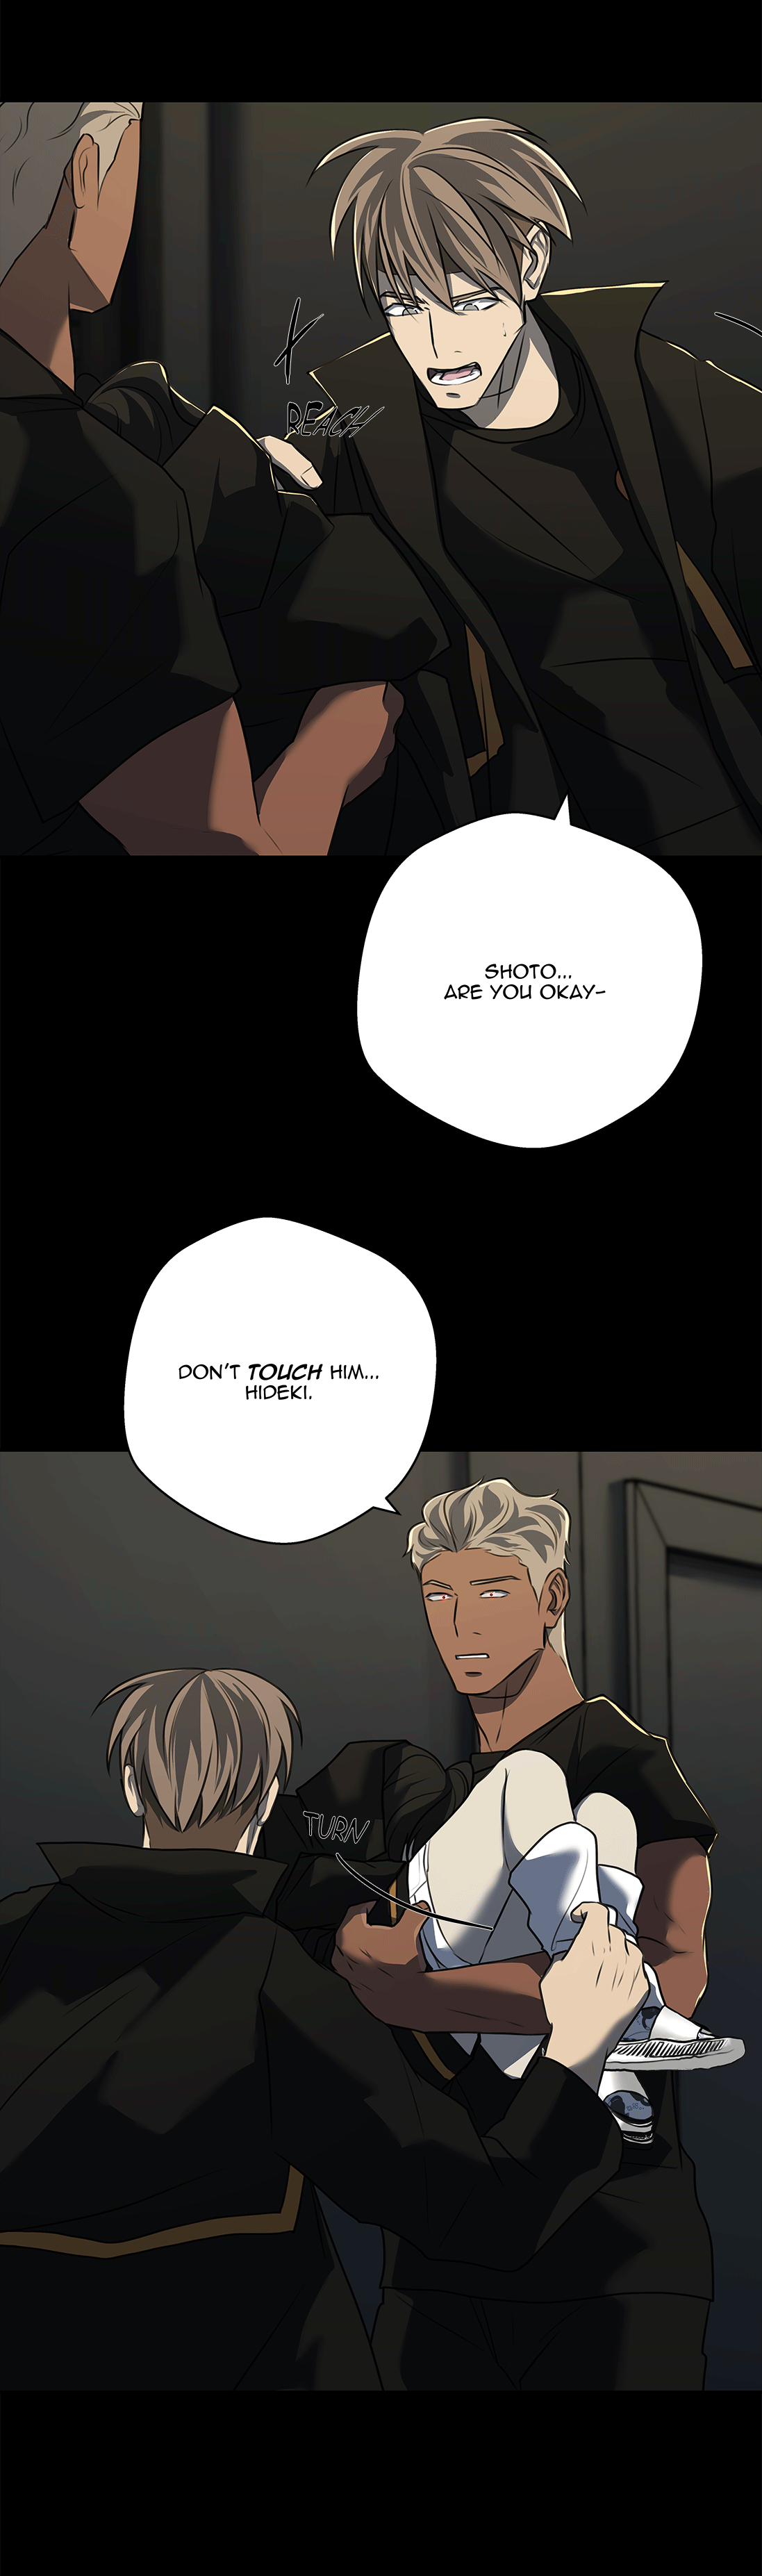 REACH
SHOTO...
ARE YOU OKAY-
DON'T TOUCH HIM...
HIDEKI.
TURN